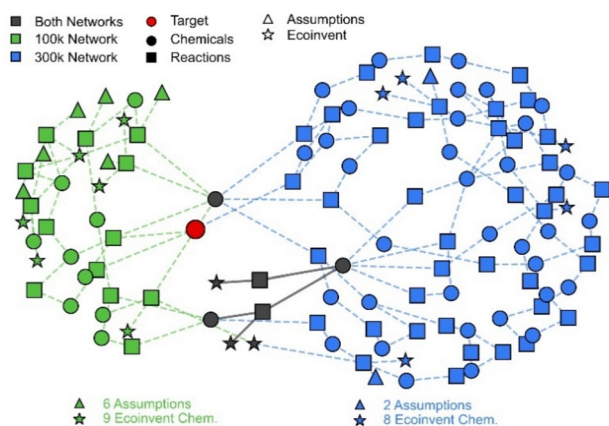 Both Networks
Target
Assumptions
100k Network
Chemicals
Ecoinvent
300k Network
Reactions
6 Assumptions
9 Ecoinvent Chem.
2 Assumptions
8 Ecoinvent Chem.